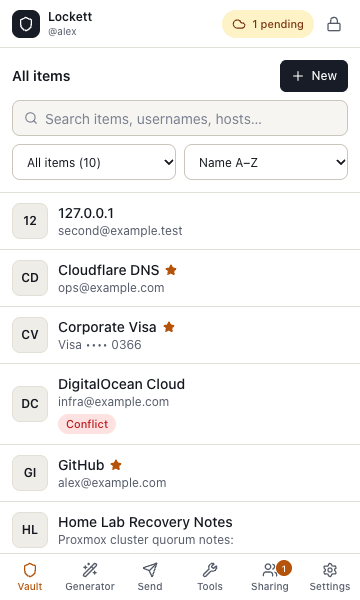 Lockett
@alex
1 pending
All items
New
Search items, usernames, hosts...
All items (10)
Name A–Z
12
127.0.0.1
second@example.test
CD
Cloudflare DNS
ops@example.com
CV
Corporate Visa
Visa •••• 0366
DC
DigitalOcean Cloud
infra@example.com
Conflict
GI
GitHub
alex@example.com
HL
Home Lab Recovery Notes
Proxmox cluster quorum notes:
Vault
Generator
Send
Tools
1
Sharing
Settings